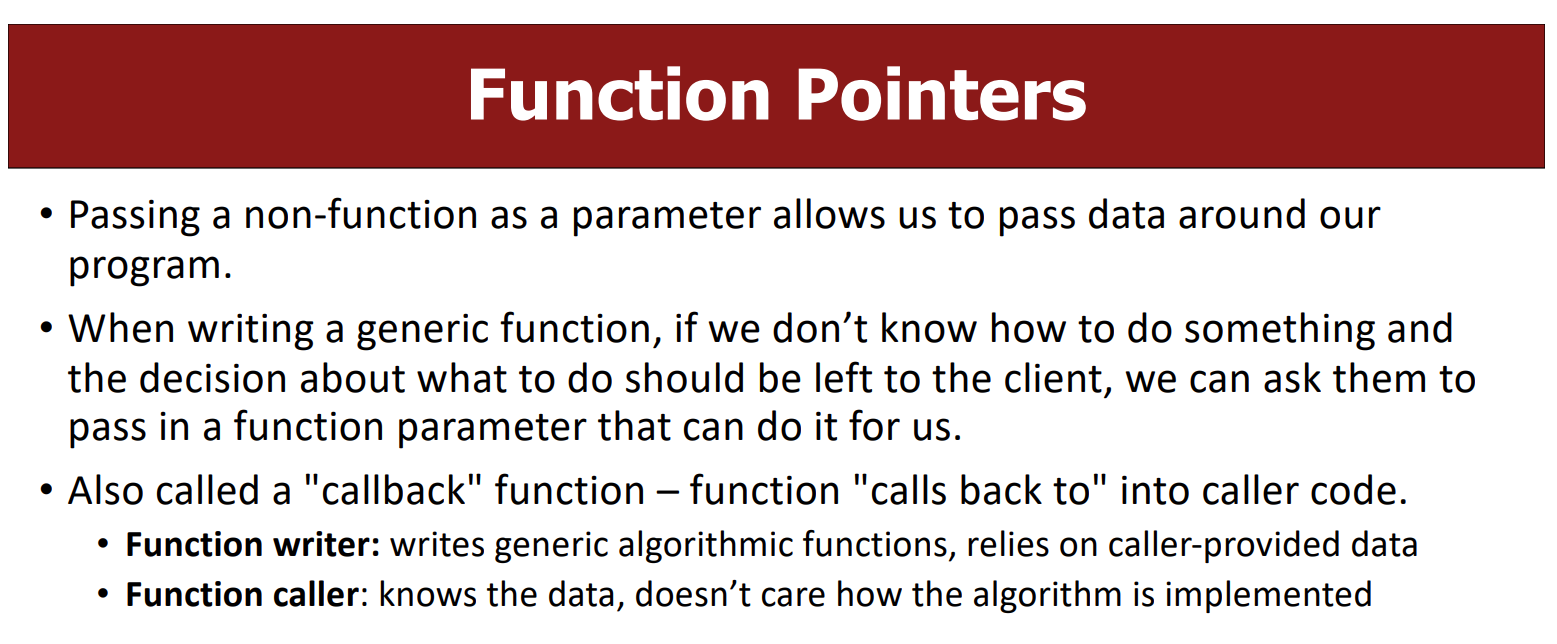 Function Pointers
• Passing a non-function as a parameter allows us to pass data around our
program.
• When writing a generic function, if we don’t know how to do something and
the decision about what to do should be left to the client, we can ask them to
pass in a function parameter that can do it for us.
• Also called a "callback" function – function "calls back to" into caller code.
• Function writer: writes generic algorithmic functions, relies on caller-provided data
• Function caller: knows the data, doesn’t care how the algorithm is implemented